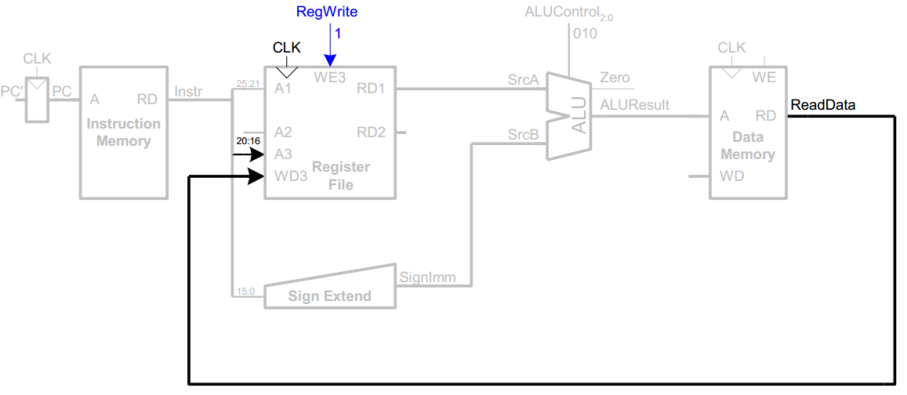 RegWrite
ALUControl2:0
1
010
CLK
CLK
CLK
PC'
PC
A
RD
Instr
Instruction
Memory
25:21
A1
WE3
RD1
A2
RD2
20:16
A3
WD3
Register
File
SrcA
SrcB
ALU
Zero
ALUResult
WE
A
RD
Data
Memory
WD
ReadData
15:0
Sign Extend
SignImm